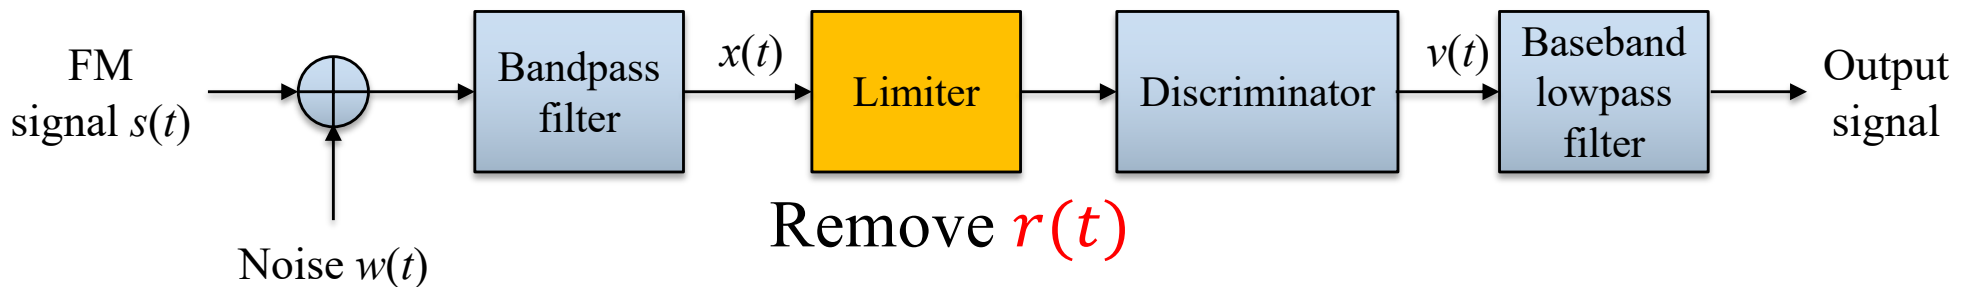 FM
signal s(t)
Noise w(t)
Bandpass
filter
x(t)
Limiter
Remove r(t)
Discriminator
v(t)
Baseband
lowpass
filter
Output
signal